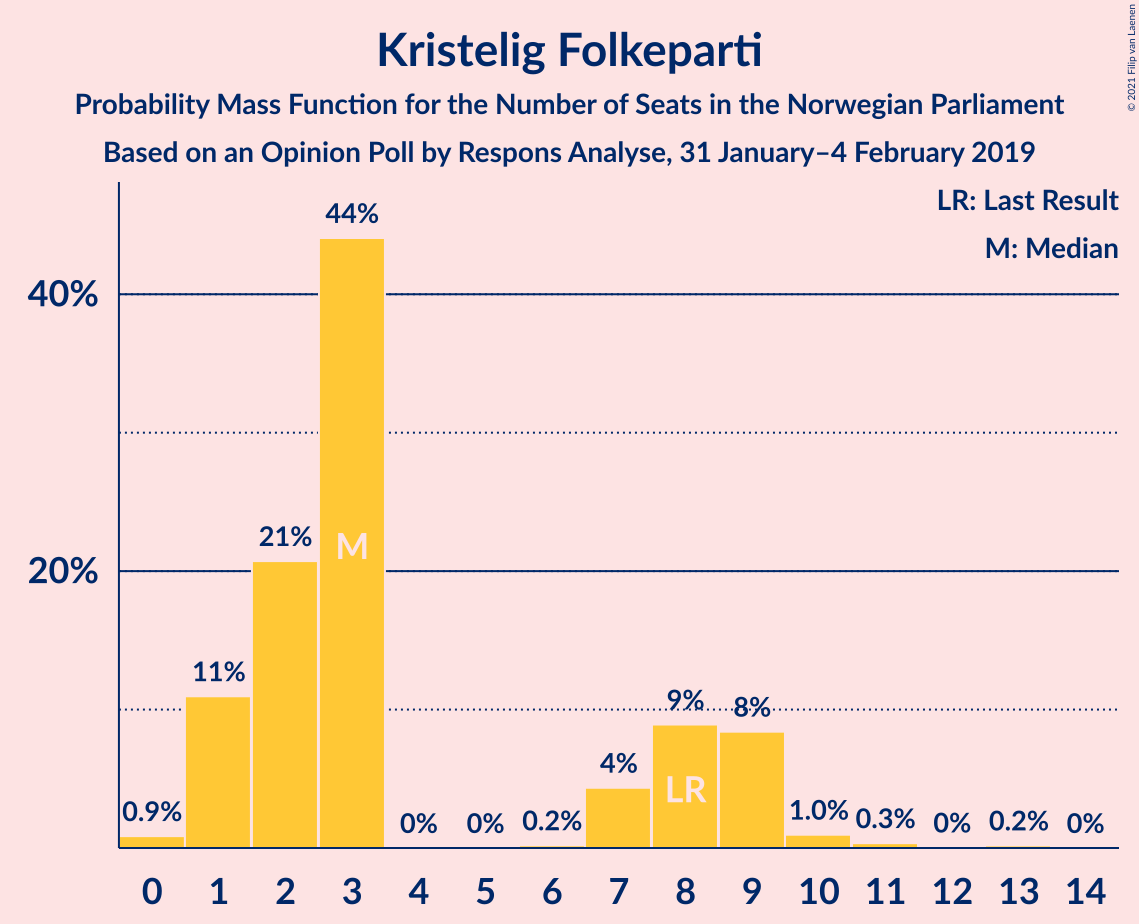 Kristelig Folkeparti
Probability Mass Function for the Number of Seats in the Norwegian Parliament
Based on an Opinion Poll by Respons Analyse, 31 January–4 February 2019
© 2021 Filip van Laenen
LR: Last Result
M: Median
44%
40%
21%
M
20%
11%
9%
8%
4%
LR
0.9%
0%
0%
0.2%
1.0%
0.3%
0%
0.2%
0%
0 1 2 3 4 5 6 7 8 9 10 11 12 13 14